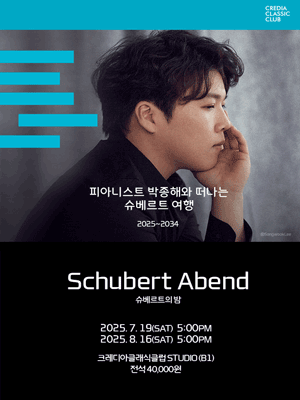 CREDIA
CLASSIC
CLUB
피아니스트 박종해와 떠나는
슈베르트 여행
2025~2034
Schubert Abend
슈베르트의 밤
2025. 7. 19(SAT) 5:00PM
2025. 8. 16(SAT) 5:00PM
크레디아클래식클럽 STUDIO (B1)
전석 40,000원